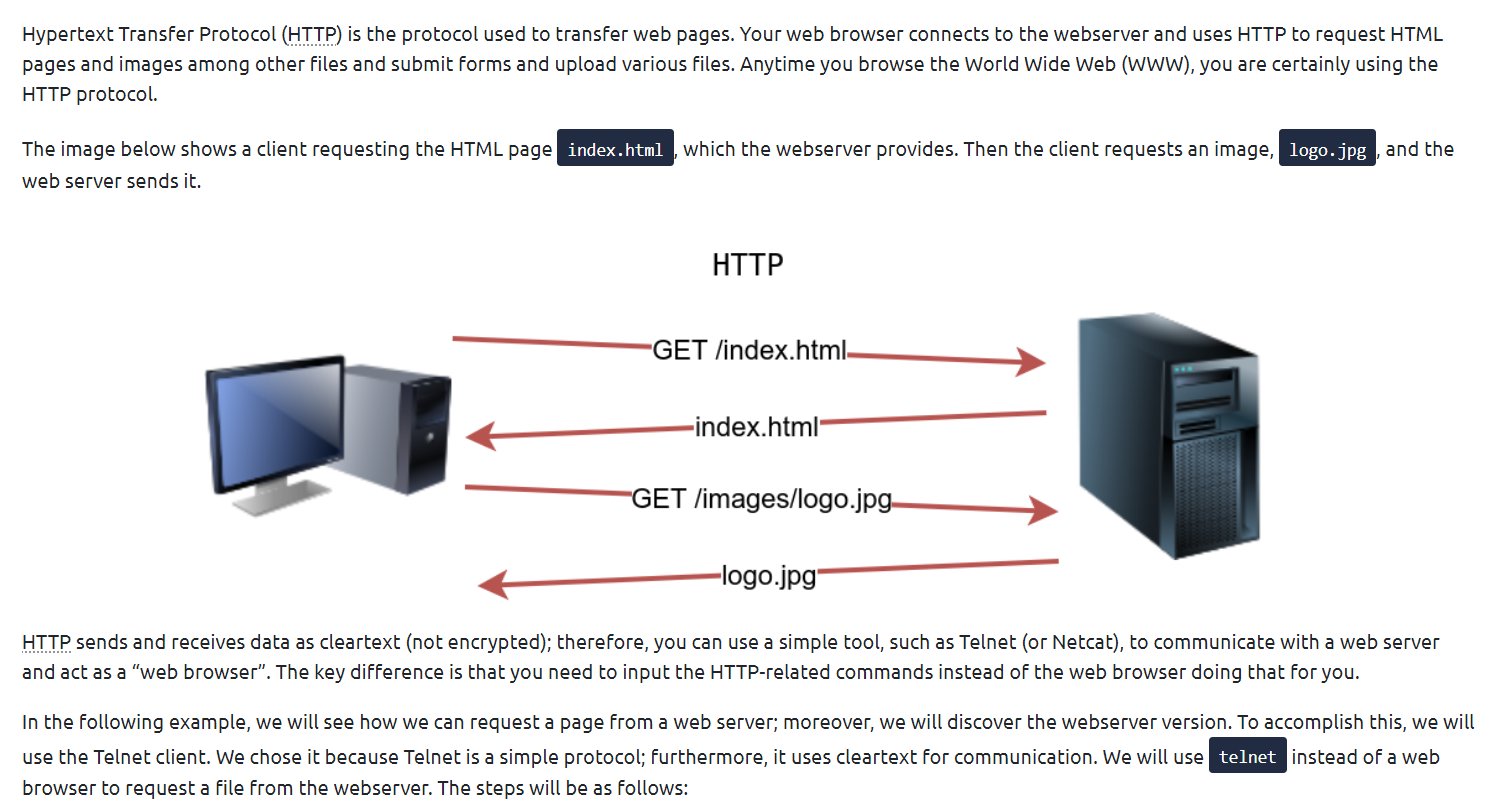 Hypertext Transfer Protocol (HTTP) is the protocol used to transfer web pages. Your web browser connects to the webserver and uses HTTP to request HTML
pages and images among other files and submit forms and upload various files. Anytime you browse the World Wide Web (WWW), you are certainly using the
HTTP protocol.
The image below shows a client requesting the HTML page index.html, which the webserver provides. Then the client requests an image, logo.jpg, and the
web server sends it.
HTTP
GET /index.html
index.html
GET /images/logo.jpg
logo.jpg
HTTP sends and receives data as cleartext (not encrypted); therefore, you can use a simple tool, such as Telnet (or Netcat), to communicate with a web server
and act as a “web browser”. The key difference is that you need to input the HTTP-related commands instead of the web browser doing that for you.
In the following example, we will see how we can request a page from a web server; moreover, we will discover the webserver version. To accomplish this, we will
use the Telnet client. We chose it because Telnet is a simple protocol; furthermore, it uses cleartext for communication. We will use telnet instead of a web
browser to request a file from the webserver. The steps will be as follows: